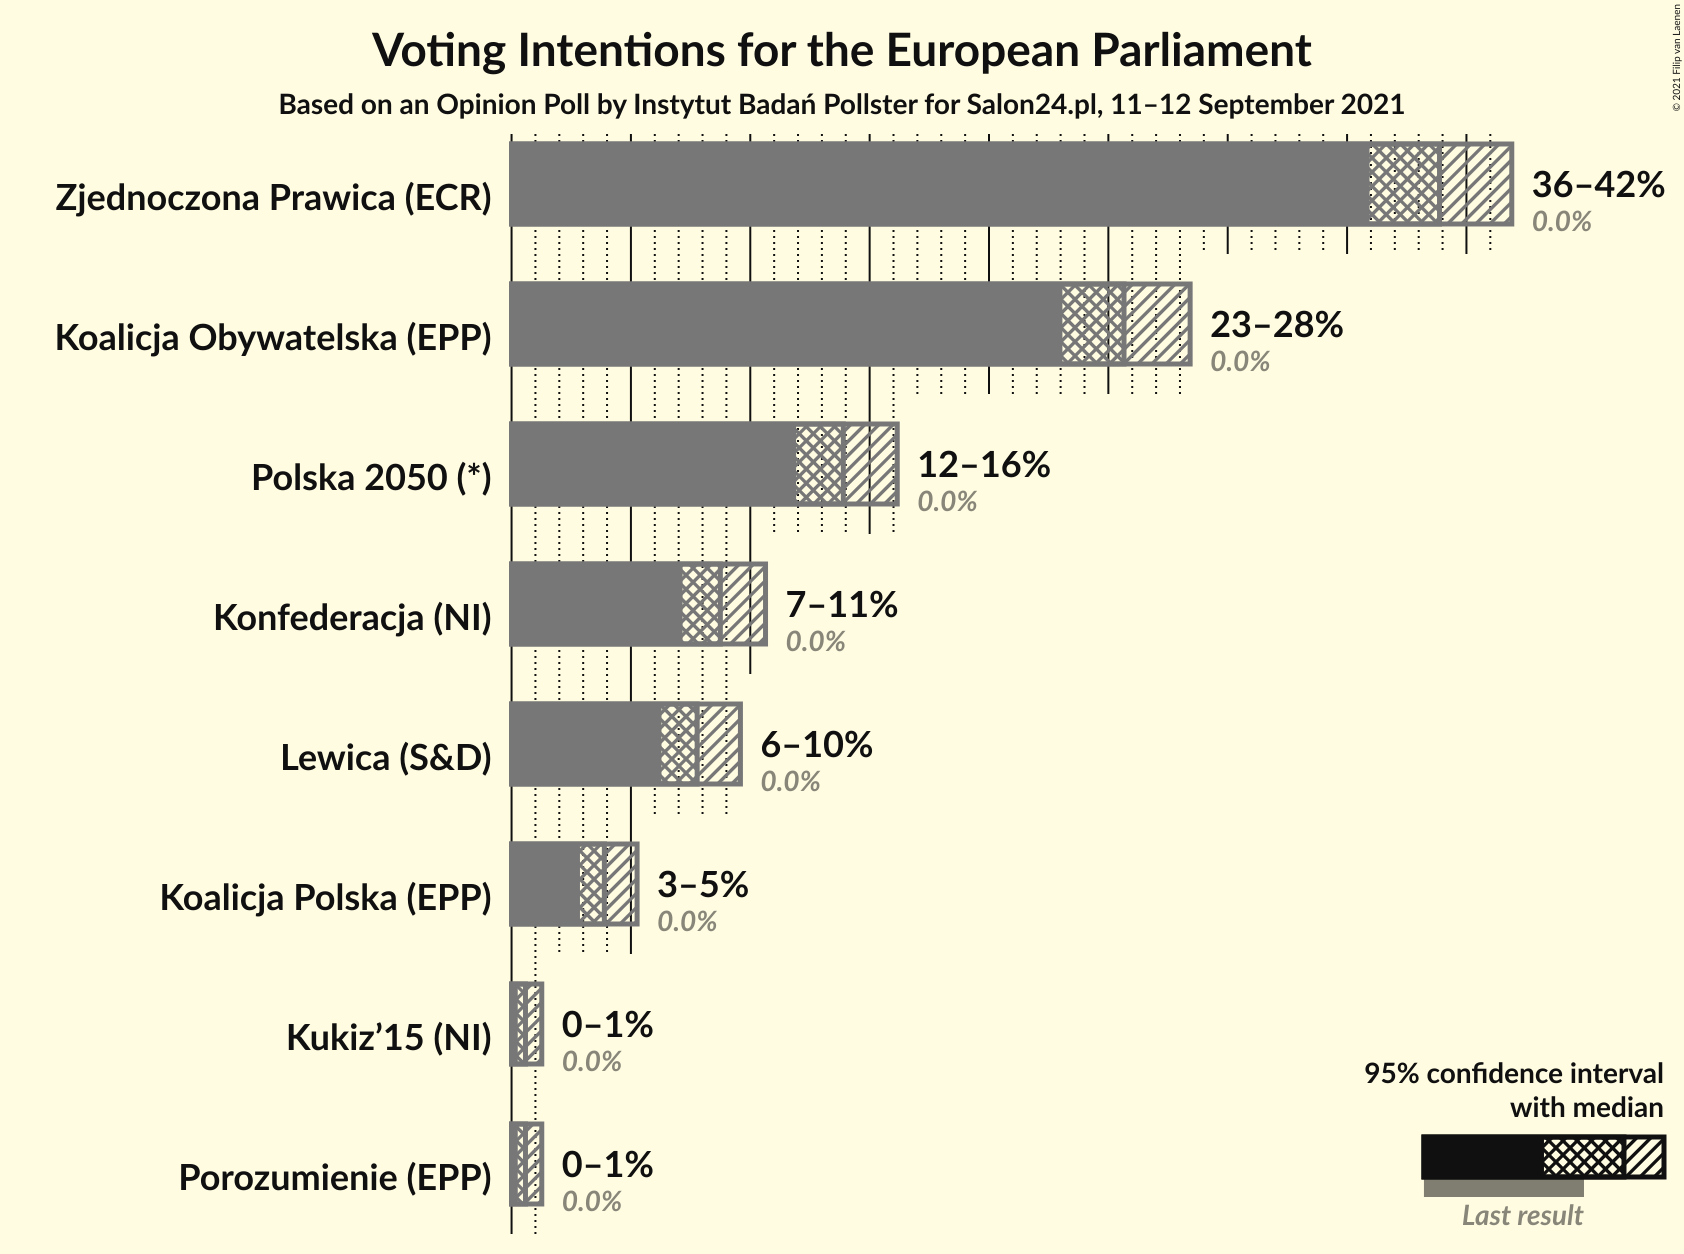 Voting Intentions for the European Parliament
Based on an Opinion Poll by Instytut Badań Pollster for Salon24.pl, 11–12 September 2021
© 2021 Filip van Laenen
Zjednoczona Prawica (ECR)
36–42%
0.0%
Koalicja Obywatelska (EPP)
23–28%
0.0%
Polska 2050 (*)
12–16%
0.0%
Konfederacja (NI)
7–11%
0.0%
Lewica (S&D)
6–10%
0.0%
Koalicja Polska (EPP)
3–5%
0.0%
Kukiz’15 (NI)
0–1%
0.0%
Porozumienie (EPP)
0–1%
0.0%
95% confidence interval
with median
Last result